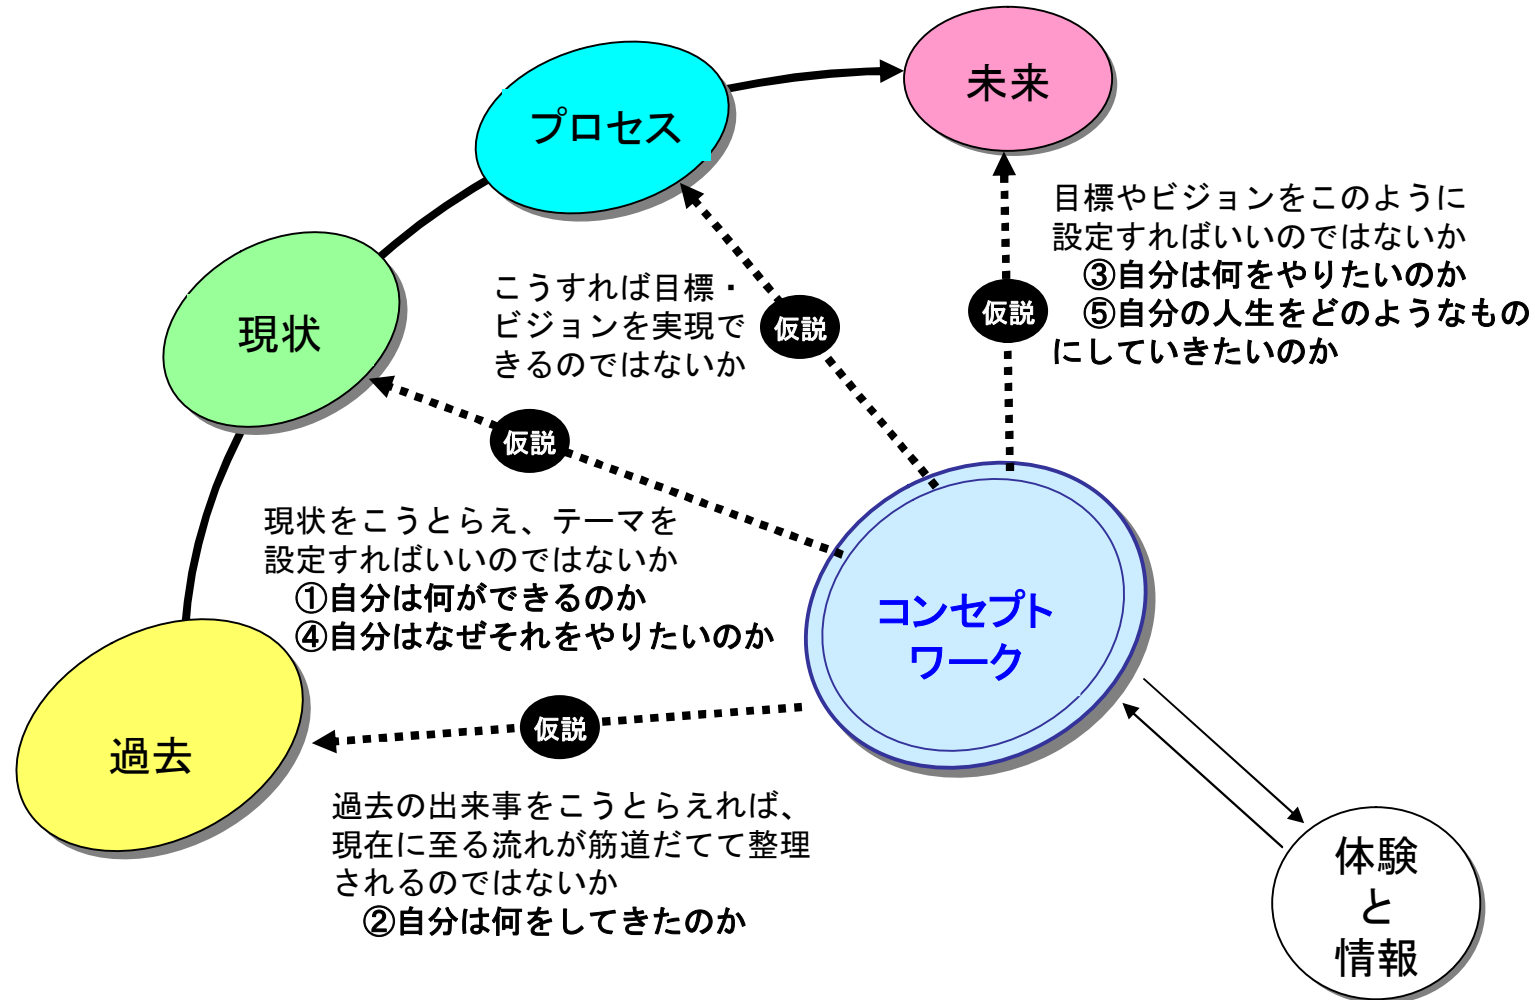 未来
プロセス
目標やビジョンをこのように
設定すればいいのではないか
③自分は何をやりたいのか
⑤自分の人生をどのようなもの
にしていきたいのか
仮説
こうすれば目標・
ビジョンを実現で
きるのではないか
仮説
現状
仮説
現状をこうとらえ、テーマを
設定すればいいのではないか
①自分は何ができるのか
④自分はなぜそれをやりたいのか
コンセプト
ワーク
過去
仮説
過去の出来事をこうとらえれば、
現在に至る流れが筋道だてて整理
されるのではないか
②自分は何をしてきたのか
体験
と
情報